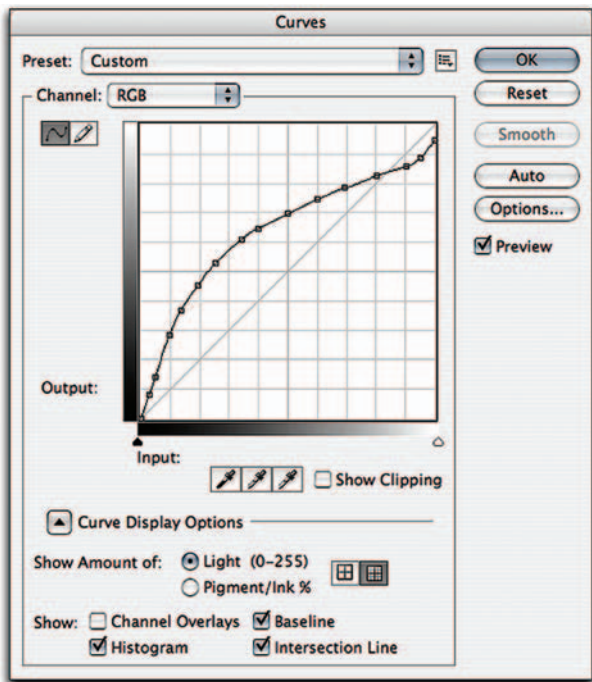 Curves
Preset: Custom
OK
Channel: RGB
Reset
Smooth
Auto
Options...
Preview
Output:
Input:
Show Clipping
Curve Display Options
Show Amount of: Light (0–255)
Pigment/Ink %
Show: Channel Overlays Baseline
Histogram Intersection Line